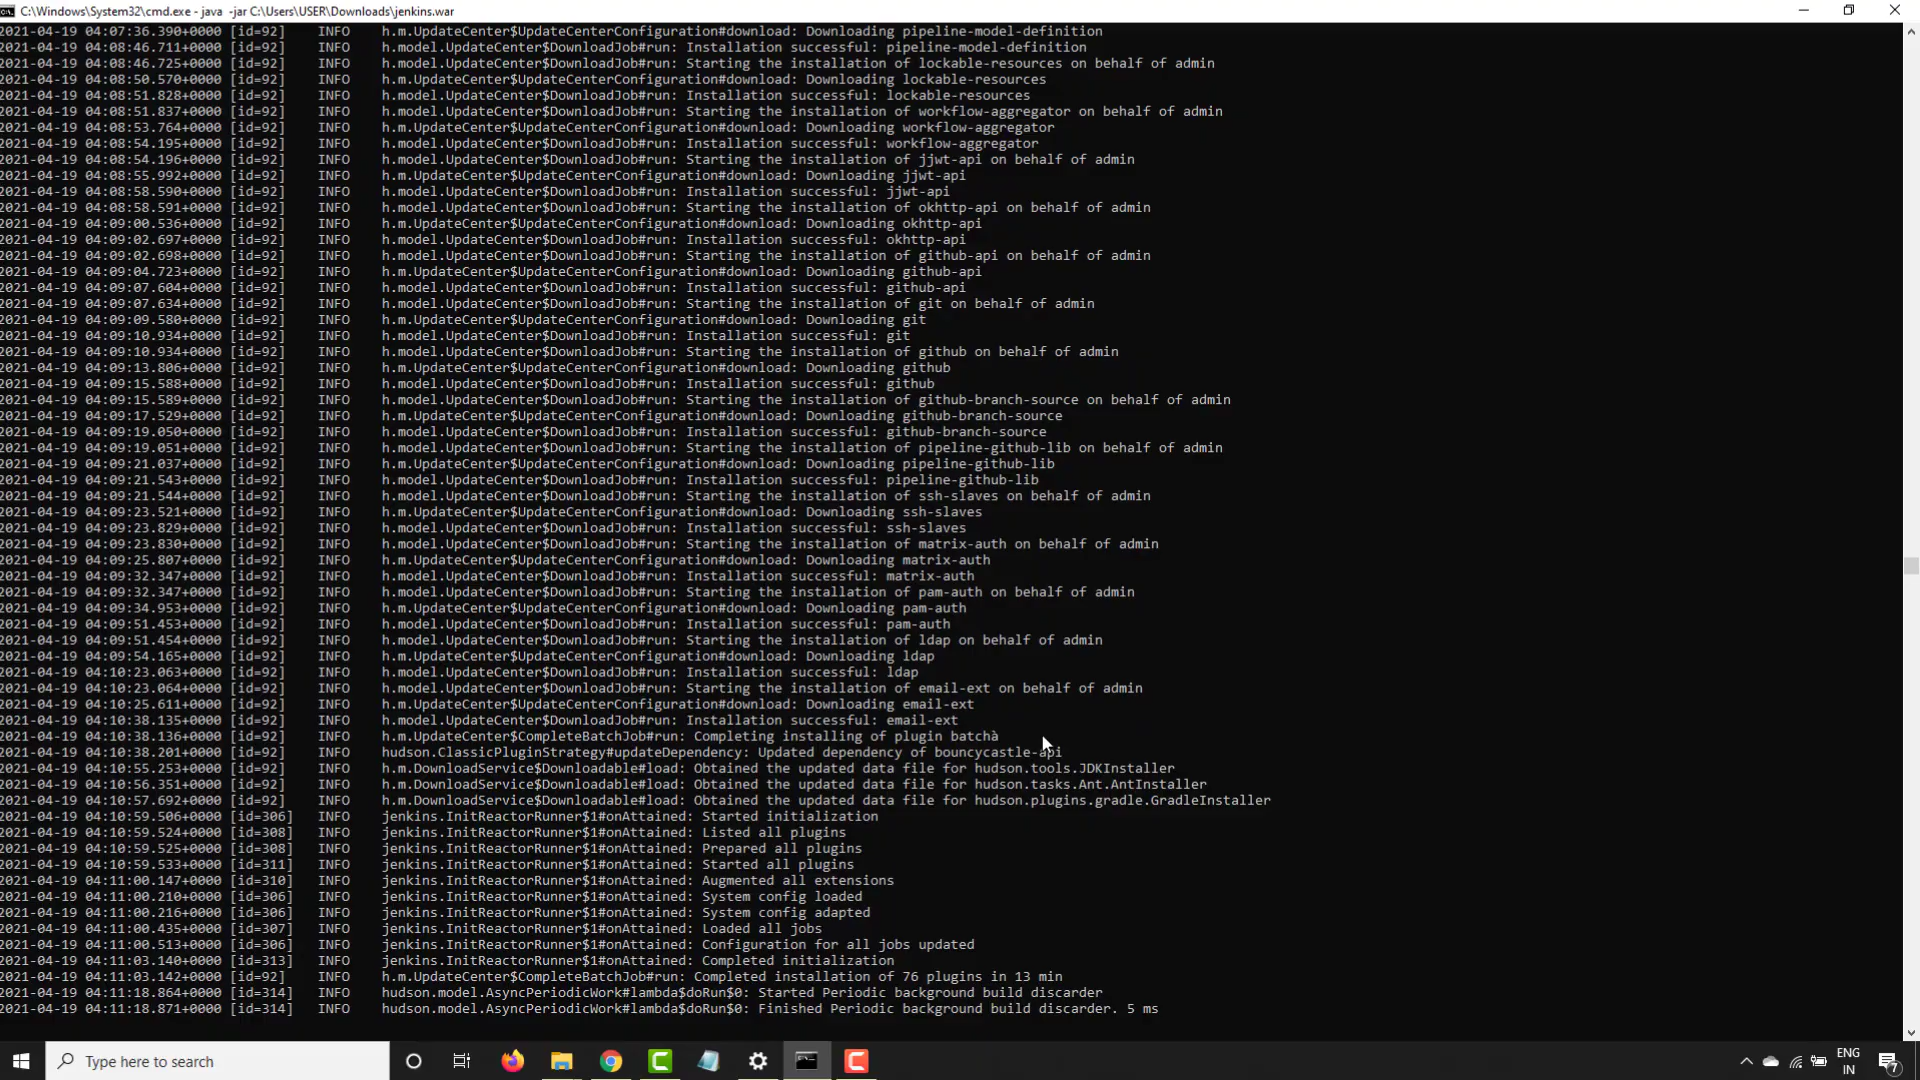 C:\Windows\System32\cmd.exe - java  -jar C:\Users\USER\Downloads\jenkins.war
2021-04-19 04:07:36.390+0000 [id=92] INFO h.m.UpdateCenter$UpdateCenterConfiguration#download: Downloading pipeline-model-definition
2021-04-19 04:08:46.711+0000 [id=92] INFO h.model.UpdateCenter$DownloadJob#run: Installation successful: pipeline-model-definition
2021-04-19 04:08:46.725+0000 [id=92] INFO h.model.UpdateCenter$DownloadJob#run: Starting the installation of lockable-resources on behalf of admin
2021-04-19 04:08:50.570+0000 [id=92] INFO h.m.UpdateCenter$UpdateCenterConfiguration#download: Downloading lockable-resources
2021-04-19 04:08:51.828+0000 [id=92] INFO h.model.UpdateCenter$DownloadJob#run: Installation successful: lockable-resources
2021-04-19 04:08:51.837+0000 [id=92] INFO h.model.UpdateCenter$DownloadJob#run: Starting the installation of workflow-aggregator on behalf of admin
2021-04-19 04:08:53.764+0000 [id=92] INFO h.m.UpdateCenter$UpdateCenterConfiguration#download: Downloading workflow-aggregator
2021-04-19 04:08:54.195+0000 [id=92] INFO h.model.UpdateCenter$DownloadJob#run: Installation successful: workflow-aggregator
2021-04-19 04:08:54.196+0000 [id=92] INFO h.model.UpdateCenter$DownloadJob#run: Starting the installation of jjwt-api on behalf of admin
2021-04-19 04:08:55.992+0000 [id=92] INFO h.m.UpdateCenter$UpdateCenterConfiguration#download: Downloading jjwt-api
2021-04-19 04:08:58.590+0000 [id=92] INFO h.model.UpdateCenter$DownloadJob#run: Installation successful: jjwt-api
2021-04-19 04:08:58.591+0000 [id=92] INFO h.model.UpdateCenter$DownloadJob#run: Starting the installation of okhttp-api on behalf of admin
2021-04-19 04:09:00.536+0000 [id=92] INFO h.m.UpdateCenter$UpdateCenterConfiguration#download: Downloading okhttp-api
2021-04-19 04:09:02.697+0000 [id=92] INFO h.model.UpdateCenter$DownloadJob#run: Installation successful: okhttp-api
2021-04-19 04:09:02.698+0000 [id=92] INFO h.model.UpdateCenter$DownloadJob#run: Starting the installation of github-api on behalf of admin
2021-04-19 04:09:04.723+0000 [id=92] INFO h.m.UpdateCenter$UpdateCenterConfiguration#download: Downloading github-api
2021-04-19 04:09:07.604+0000 [id=92] INFO h.model.UpdateCenter$DownloadJob#run: Installation successful: github-api
2021-04-19 04:09:07.634+0000 [id=92] INFO h.model.UpdateCenter$DownloadJob#run: Starting the installation of git on behalf of admin
2021-04-19 04:09:09.580+0000 [id=92] INFO h.m.UpdateCenter$UpdateCenterConfiguration#download: Downloading git
2021-04-19 04:09:10.934+0000 [id=92] INFO h.model.UpdateCenter$DownloadJob#run: Installation successful: git
2021-04-19 04:09:10.934+0000 [id=92] INFO h.model.UpdateCenter$DownloadJob#run: Starting the installation of github on behalf of admin
2021-04-19 04:09:13.806+0000 [id=92] INFO h.m.UpdateCenter$UpdateCenterConfiguration#download: Downloading github
2021-04-19 04:09:15.588+0000 [id=92] INFO h.model.UpdateCenter$DownloadJob#run: Installation successful: github
2021-04-19 04:09:15.589+0000 [id=92] INFO h.model.UpdateCenter$DownloadJob#run: Starting the installation of github-branch-source on behalf of admin
2021-04-19 04:09:17.529+0000 [id=92] INFO h.m.UpdateCenter$UpdateCenterConfiguration#download: Downloading github-branch-source
2021-04-19 04:09:19.050+0000 [id=92] INFO h.model.UpdateCenter$DownloadJob#run: Installation successful: github-branch-source
2021-04-19 04:09:19.051+0000 [id=92] INFO h.model.UpdateCenter$DownloadJob#run: Starting the installation of pipeline-github-lib on behalf of admin
2021-04-19 04:09:21.037+0000 [id=92] INFO h.m.UpdateCenter$UpdateCenterConfiguration#download: Downloading pipeline-github-lib
2021-04-19 04:09:21.543+0000 [id=92] INFO h.model.UpdateCenter$DownloadJob#run: Installation successful: pipeline-github-lib
2021-04-19 04:09:21.544+0000 [id=92] INFO h.model.UpdateCenter$DownloadJob#run: Starting the installation of ssh-slaves on behalf of admin
2021-04-19 04:09:23.521+0000 [id=92] INFO h.m.UpdateCenter$UpdateCenterConfiguration#download: Downloading ssh-slaves
2021-04-19 04:09:23.829+0000 [id=92] INFO h.model.UpdateCenter$DownloadJob#run: Installation successful: ssh-slaves
2021-04-19 04:09:23.830+0000 [id=92] INFO h.model.UpdateCenter$DownloadJob#run: Starting the installation of matrix-auth on behalf of admin
2021-04-19 04:09:25.807+0000 [id=92] INFO h.m.UpdateCenter$UpdateCenterConfiguration#download: Downloading matrix-auth
2021-04-19 04:09:32.347+0000 [id=92] INFO h.model.UpdateCenter$DownloadJob#run: Installation successful: matrix-auth
2021-04-19 04:09:32.347+0000 [id=92] INFO h.model.UpdateCenter$DownloadJob#run: Starting the installation of pam-auth on behalf of admin
2021-04-19 04:09:34.953+0000 [id=92] INFO h.m.UpdateCenter$UpdateCenterConfiguration#download: Downloading pam-auth
2021-04-19 04:09:51.453+0000 [id=92] INFO h.model.UpdateCenter$DownloadJob#run: Installation successful: pam-auth
2021-04-19 04:09:51.454+0000 [id=92] INFO h.model.UpdateCenter$DownloadJob#run: Starting the installation of ldap on behalf of admin
2021-04-19 04:09:54.165+0000 [id=92] INFO h.m.UpdateCenter$UpdateCenterConfiguration#download: Downloading ldap
2021-04-19 04:10:23.063+0000 [id=92] INFO h.model.UpdateCenter$DownloadJob#run: Installation successful: ldap
2021-04-19 04:10:23.064+0000 [id=92] INFO h.model.UpdateCenter$DownloadJob#run: Starting the installation of email-ext on behalf of admin
2021-04-19 04:10:25.611+0000 [id=92] INFO h.m.UpdateCenter$UpdateCenterConfiguration#download: Downloading email-ext
2021-04-19 04:10:38.135+0000 [id=92] INFO h.model.UpdateCenter$DownloadJob#run: Installation successful: email-ext
2021-04-19 04:10:38.136+0000 [id=92] INFO h.m.UpdateCenter$CompleteBatchJob#run: Completing installing of plugin batchà
2021-04-19 04:10:38.201+0000 [id=92] INFO hudson.ClassicPluginStrategy#updateDependency: Updated dependency of bouncycastle-api
2021-04-19 04:10:55.253+0000 [id=92] INFO h.m.DownloadService$Downloadable#load: Obtained the updated data file for hudson.tools.JDKInstaller
2021-04-19 04:10:56.351+0000 [id=92] INFO h.m.DownloadService$Downloadable#load: Obtained the updated data file for hudson.tasks.Ant.AntInstaller
2021-04-19 04:10:57.692+0000 [id=92] INFO h.m.DownloadService$Downloadable#load: Obtained the updated data file for hudson.plugins.gradle.GradleInstaller
2021-04-19 04:10:59.506+0000 [id=306] INFO jenkins.InitReactorRunner$1#onAttained: Started initialization
2021-04-19 04:10:59.524+0000 [id=308] INFO jenkins.InitReactorRunner$1#onAttained: Listed all plugins
2021-04-19 04:10:59.525+0000 [id=308] INFO jenkins.InitReactorRunner$1#onAttained: Prepared all plugins
2021-04-19 04:10:59.533+0000 [id=311] INFO jenkins.InitReactorRunner$1#onAttained: Started all plugins
2021-04-19 04:11:00.147+0000 [id=310] INFO jenkins.InitReactorRunner$1#onAttained: Augmented all extensions
2021-04-19 04:11:00.210+0000 [id=306] INFO jenkins.InitReactorRunner$1#onAttained: System config loaded
2021-04-19 04:11:00.216+0000 [id=306] INFO jenkins.InitReactorRunner$1#onAttained: System config adapted
2021-04-19 04:11:00.435+0000 [id=307] INFO jenkins.InitReactorRunner$1#onAttained: Loaded all jobs
2021-04-19 04:11:00.513+0000 [id=306] INFO jenkins.InitReactorRunner$1#onAttained: Configuration for all jobs updated
2021-04-19 04:11:03.140+0000 [id=313] INFO jenkins.InitReactorRunner$1#onAttained: Completed initialization
2021-04-19 04:11:03.142+0000 [id=92] INFO h.m.UpdateCenter$CompleteBatchJob#run: Completed installation of 76 plugins in 13 min
2021-04-19 04:11:18.864+0000 [id=314] INFO hudson.model.AsyncPeriodicWork#lambda$doRun$0: Started Periodic background build discarder
2021-04-19 04:11:18.871+0000 [id=314] INFO hudson.model.AsyncPeriodicWork#lambda$doRun$0: Finished Periodic background build discarder. 5 ms
Type here to search
ENG
IN
7